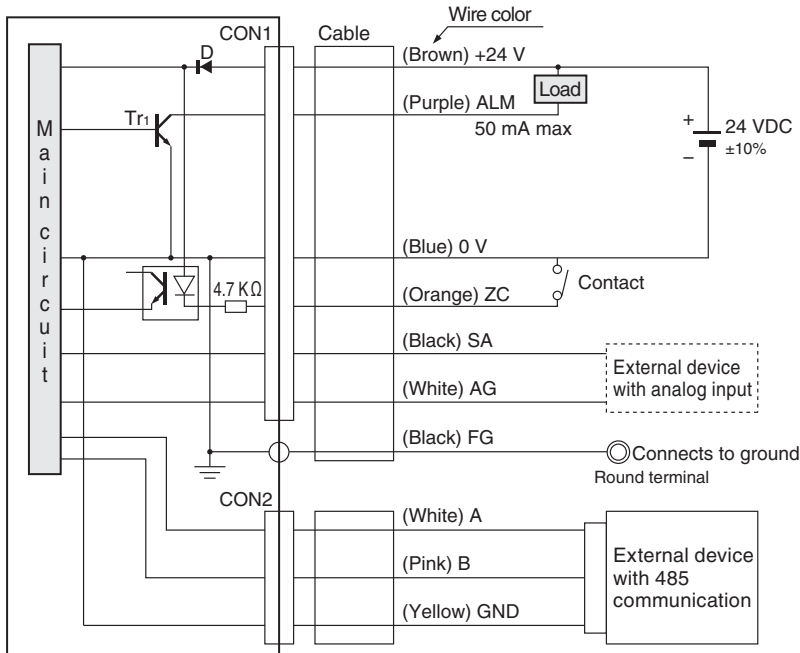 Wire color
CON1
Cable
D
(Brown) +24 V
Load
(Purple) ALM
50 mA max
Tr1
+
24 VDC
±10%
−
Main circuit
(Blue) 0 V
Contact
4.7 KΩ
(Orange) ZC
(Black) SA
External device
with analog input
(White) AG
(Black) FG
Connects to ground
Round terminal
CON2
(White) A
External device
with 485
communication
(Pink) B
(Yellow) GND